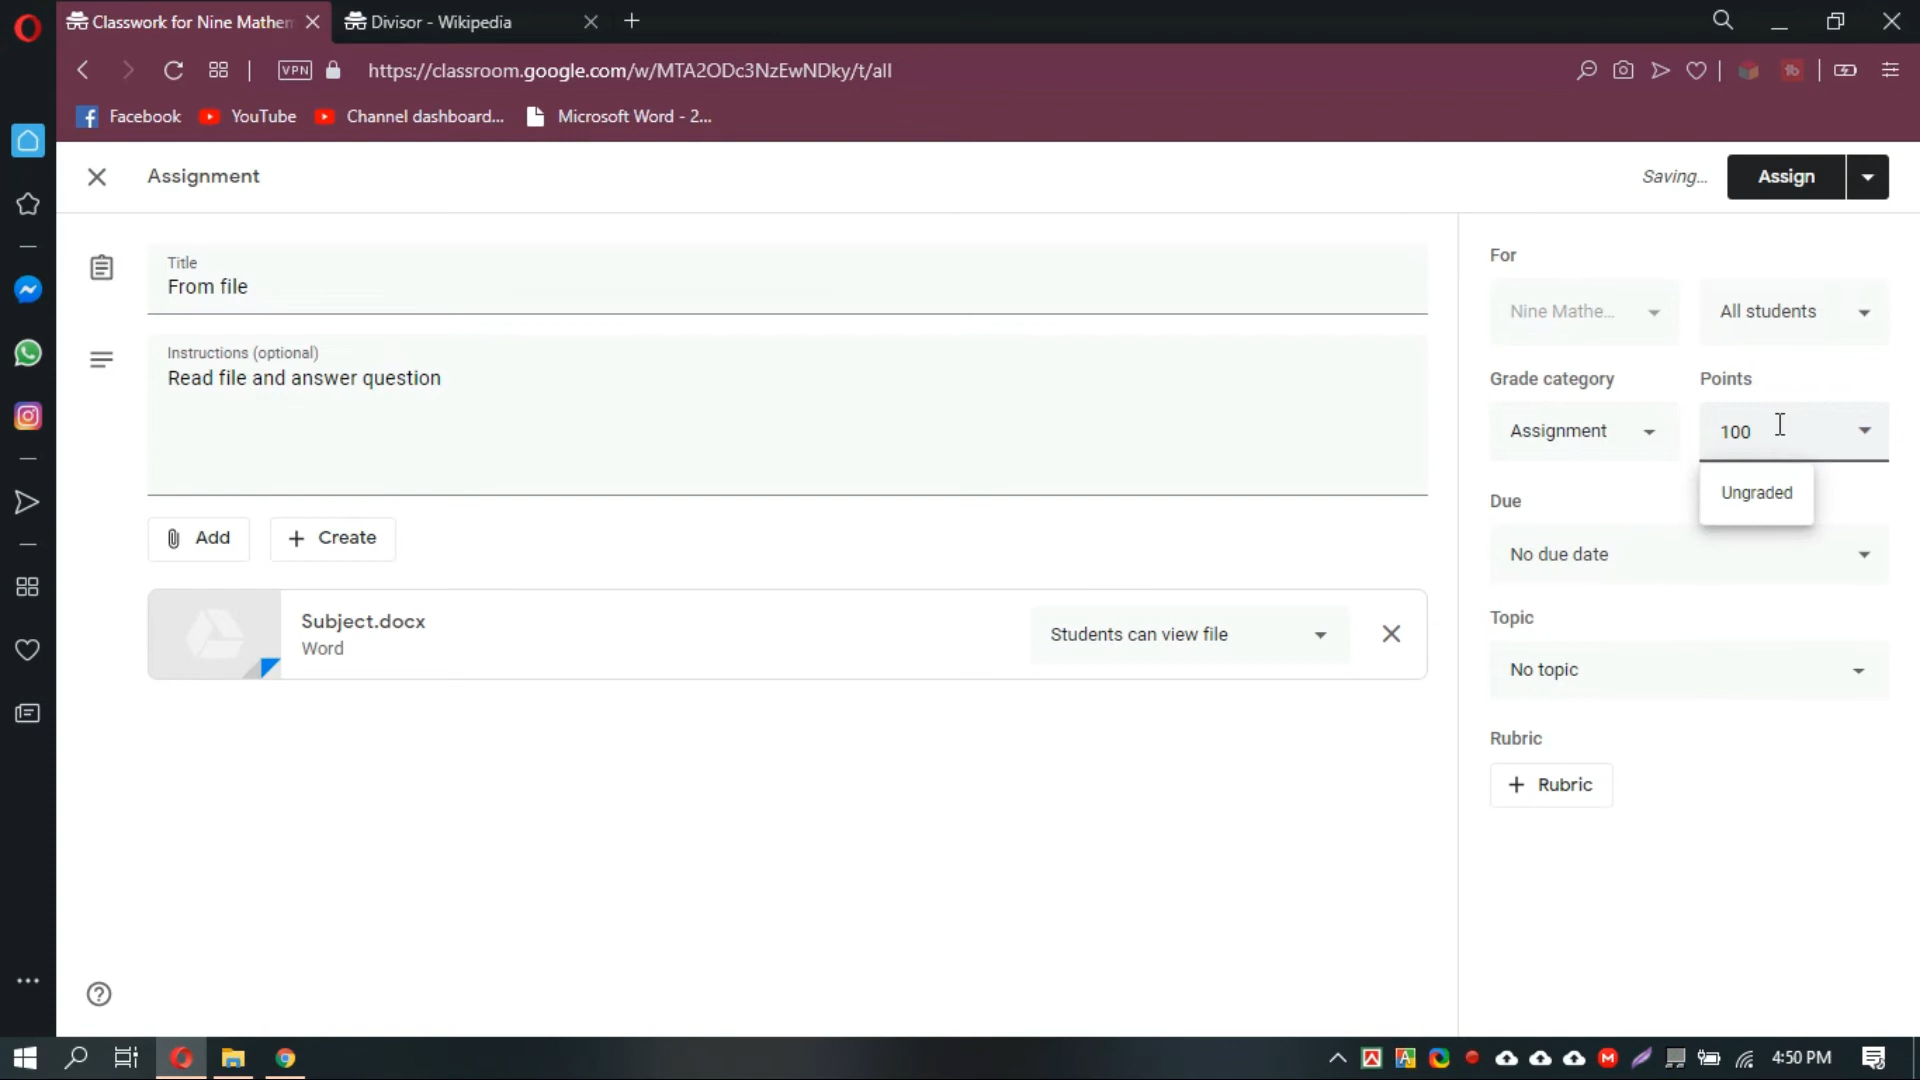 Classwork for Nine Mathem
Divisor - Wikipedia
VPN
https://classroom.google.com/w/MTA2ODc3NzEwNDky/t/all
Facebook
YouTube
Channel dashboard...
Microsoft Word - 2...
Assignment
Saving...
Assign
Title
From file
Instructions (optional)
Read file and answer question
Add
Create
Subject.docx
Word
Students can view file
For
Nine Mathe...
All students
Grade category
Points
Assignment
100
Ungraded
Due
No due date
Topic
No topic
Rubric
Rubric
4:50 PM